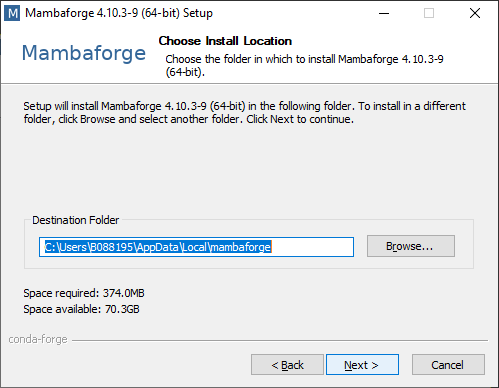 Mambaforge 4.10.3-9 (64-bit) Setup
Choose Install Location
Mambaforge
Choose the folder in which to install Mambaforge 4.10.3-9
(64-bit).
Setup will install Mambaforge 4.10.3-9 (64-bit) in the following folder. To install in a different
folder, click Browse and select another folder. Click Next to continue.
Destination Folder
C:\Users\B088195\AppData\Local\mambaforge
Browse...
Space required: 374.0MB
Space available: 70.3GB
conda-forge
< Back
Next >
Cancel